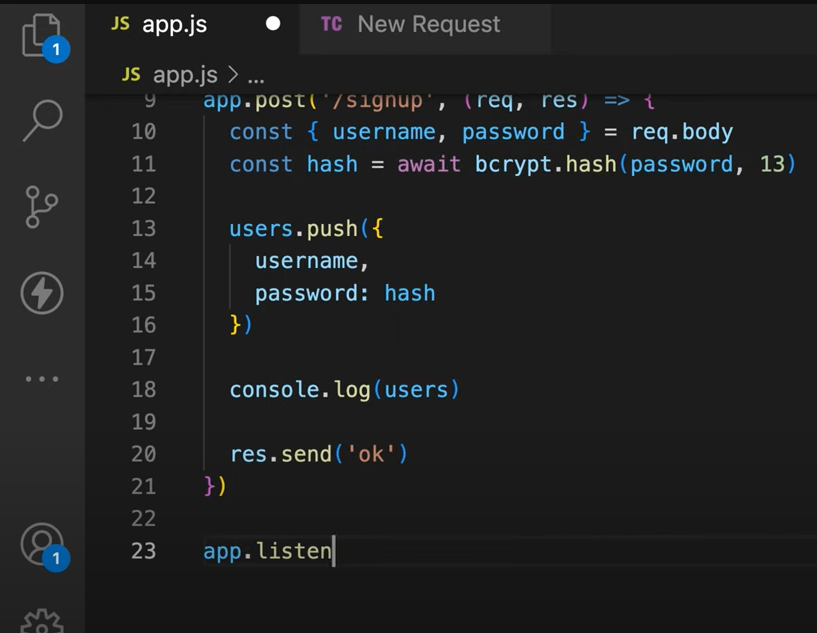 JS app.js
TC New Request
1
JS app.js > ...
9 app.post('/signup', (req, res) => {
10 const { username, password } = req.body
11 const hash = await bcrypt.hash(password, 13)
12
13 users.push({
14 username,
15 password: hash
16 })
17
18 console.log(users)
19
20 res.send('ok')
21 })
22
23 app.listen
1